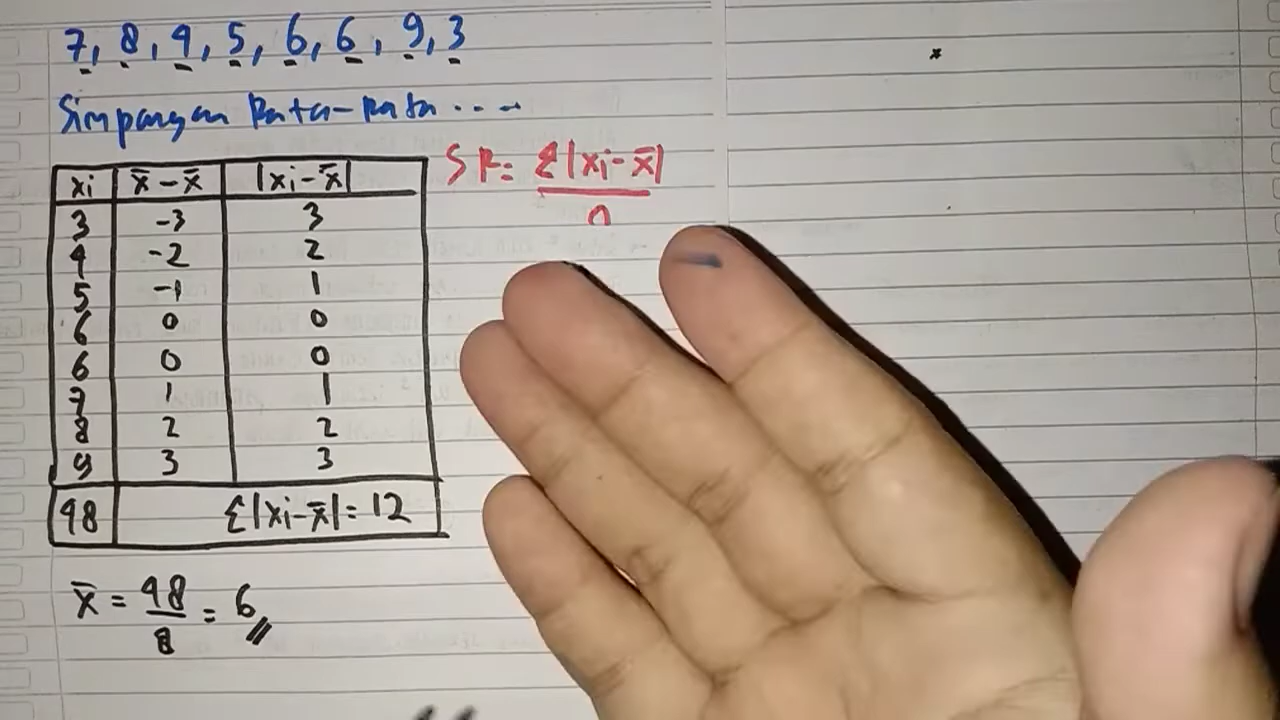 7, 8, 4, 5, 6, 6, 9, 3
Simpangan Rata-Rata ....
xi x̄-x̄ |xi-x̄|
3 -3 3
4 -2 2
5 -1 1
6 0 0
6 0 0
7 1 1
8 2 2
9 3 3
48 Σ|xi-x̄| = 12
SR = Σ|xi-x̄|
n
x̄ = 48/8 = 6